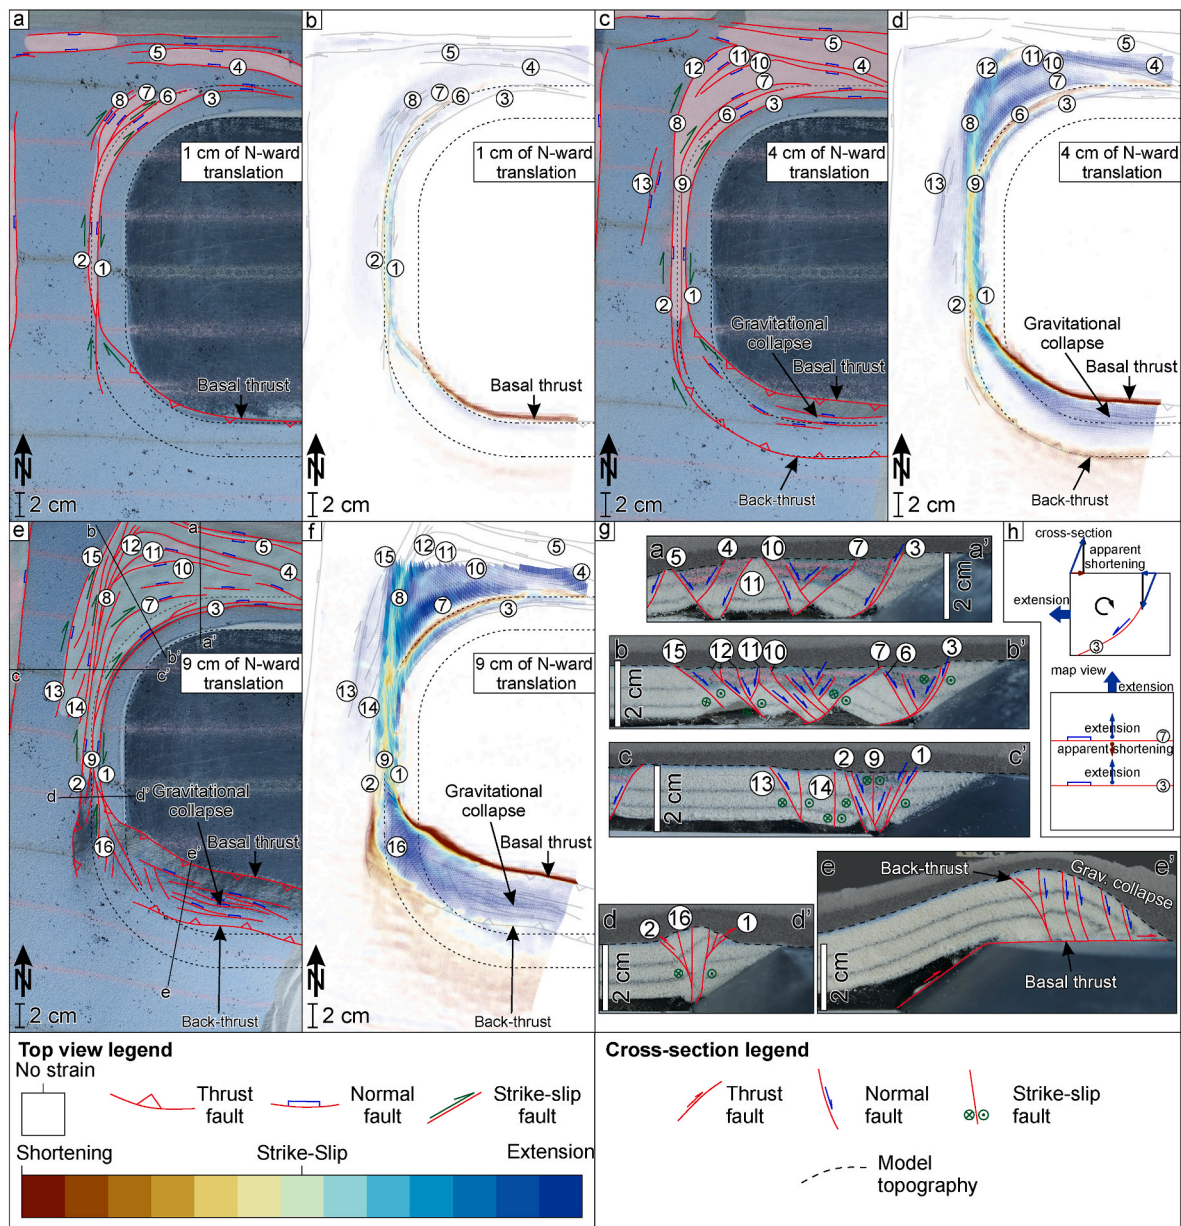 a
5
4
7
8
6
3
1 cm of N-ward
translation
2
1
Basal thrust
N
2 cm
b
5
4
7
8
6
3
1 cm of N-ward
translation
2
1
Basal thrust
N
2 cm
c
5
11
12
10
4
7
3
8
6
4 cm of N-ward
translation
13
9
1
2
Gravitational
collapse
Basal thrust
N
2 cm
Back-thrust
d
5
11
10
12
4
7
3
8
6
4 cm of N-ward
translation
13
9
1
2
Gravitational
collapse
Basal thrust
N
2 cm
Back-thrust
e
a
b
15
12
11
5
10
4
8
7
3
a'
b'
c
c'
9 cm of N-ward
translation
13
14
9
2
1
d
d'
Gravitational
collapse
16
Basal thrust
e'
e
N
2 cm
Back-thrust
f
15
12
11
10
4
8
7
3
9 cm of N-ward
translation
13
14
9
2
1
Gravitational
collapse
16
Basal thrust
N
2 cm
Back-thrust
g
a
5
4
10
7
3
a'
11
2 cm
b
15
12
11
10
7
6
3
b'
2 cm
c
2
9
1
c'
13
14
2 cm
d
16
2
1
d'
2 cm
e
Back-thrust
Grav. collapse
e'
2 cm
Basal thrust
h
cross-section
apparent
shortening
extension
3
map view
extension
extension
7
apparent shortening
extension
3
Top view legend
No strain
Thrust
fault
Normal
fault
Strike-slip
fault
Shortening
Strike-Slip
Extension
Cross-section legend
Thrust
fault
Normal
fault
Strike-slip
fault
Model
topography